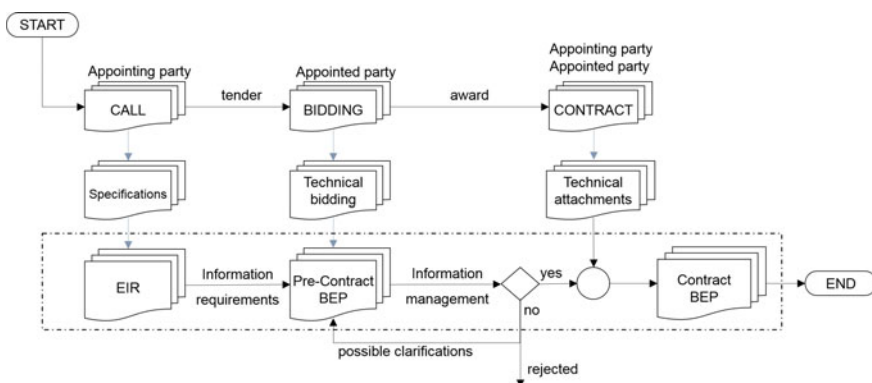 START
Appointing party
Appointed party
Appointing party
Appointed party
CALL
tender
BIDDING
award
CONTRACT
Specifications
Technical
bidding
Technical
attachments
EIR
Information
requirements
Pre-Contract
BEP
Information
management
yes
no
Contract
BEP
END
possible clarifications
rejected